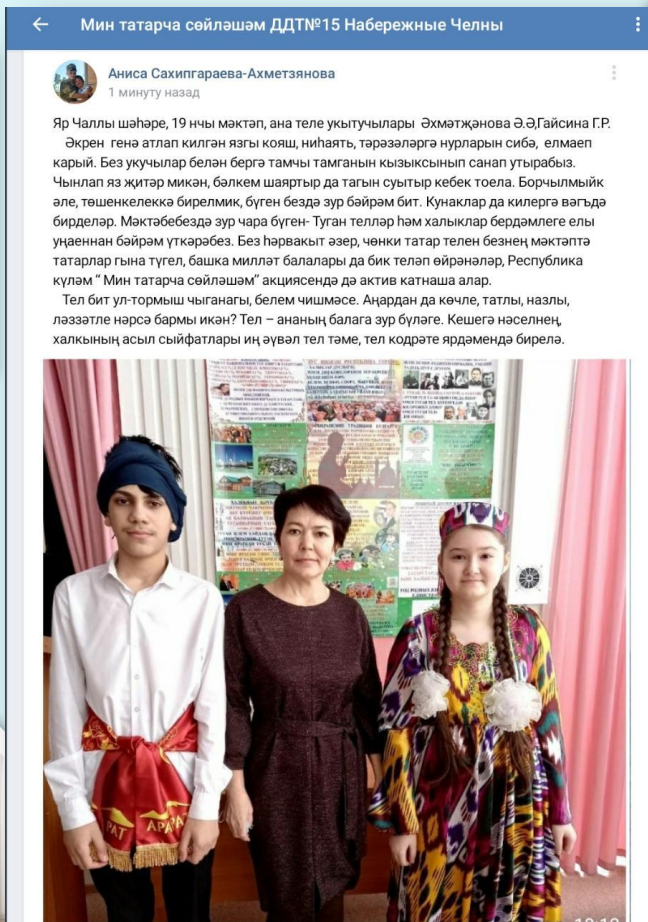 Мин татарча сөйләшәм ДДТ№15 Набережные Челны
Аниса Сахипгараева-Ахметзянова
1 минуту назад
Яр Чаллы шәһәре, 19 нчы мәктәп, ана теле укытучылары Әхмәтҗәнова Ә.Ә,Гайсина Г.Р.
Әкрен генә атлап килгән язгы кояш, ниһаять, тәрәзәләргә нурларын сибә, елмаеп
карый. Без укучылар белән бергә тамчы тамганын кызыксынып санап утырабыз.
Чынлап яз җитәр микән, бәлкем шаяртыр да тагын суытыр кебек тоела. Борчылмыйк
әле, төшенкелеккә бирелмик, бүген бездә зур бәйрәм бит. Кунаклар да килергә вәгъдә
бирделәр. Мәктәбебездә зур чара бүген- Туган телләр һәм халыклар бердәмлеге елы
уңаеннан бәйрәм үткәрәбез. Без һәрвакыт әзер, чөнки татар телен безнең мәктәптә
татарлар гына түгел, башка милләт балалары да бик теләп өйрәнәләр, Республика
күләм “ Мин татарча сөйләшәм” акциясендә дә актив катнаша алар.
Тел бит ул-тормыш чыганагы, белем чишмәсе. Аңардан да көчле, татлы, назлы,
ләззәтле нәрсә бармы икән? Тел – ананың балага зур бүләге. Кешегә нәселнең,
халкының асыл сыйфатлары иң әүвәл тел тәме, тел кодрәте ярдәмендә бирелә.
АРАРАТ